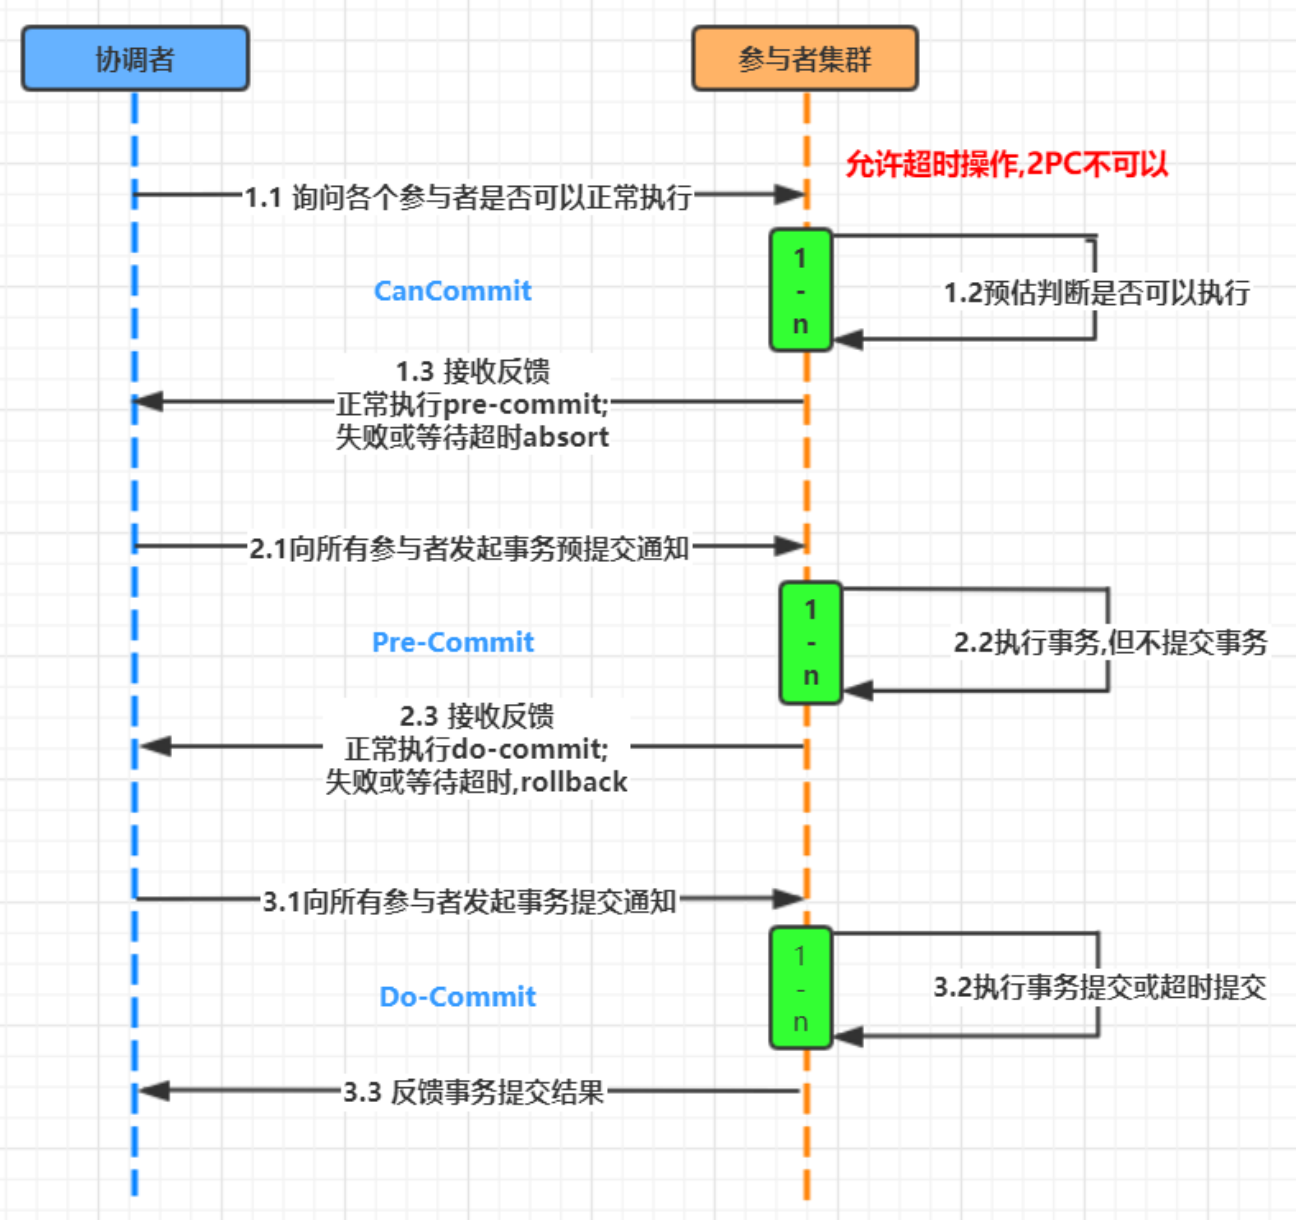 协调者
参与者集群
允许超时操作,2PC不可以
1.1 询问各个参与者是否可以正常执行
1
-
n
1.2预估判断是否可以执行
CanCommit
1.3 接收反馈
正常执行pre-commit;
失败或等待超时absort
2.1向所有参与者发起事务预提交通知
1
-
n
2.2执行事务,但不提交事务
Pre-Commit
2.3 接收反馈
正常执行do-commit;
失败或等待超时,rollback
3.1向所有参与者发起事务提交通知
1
-
n
3.2执行事务提交或超时提交
Do-Commit
3.3 反馈事务提交结果